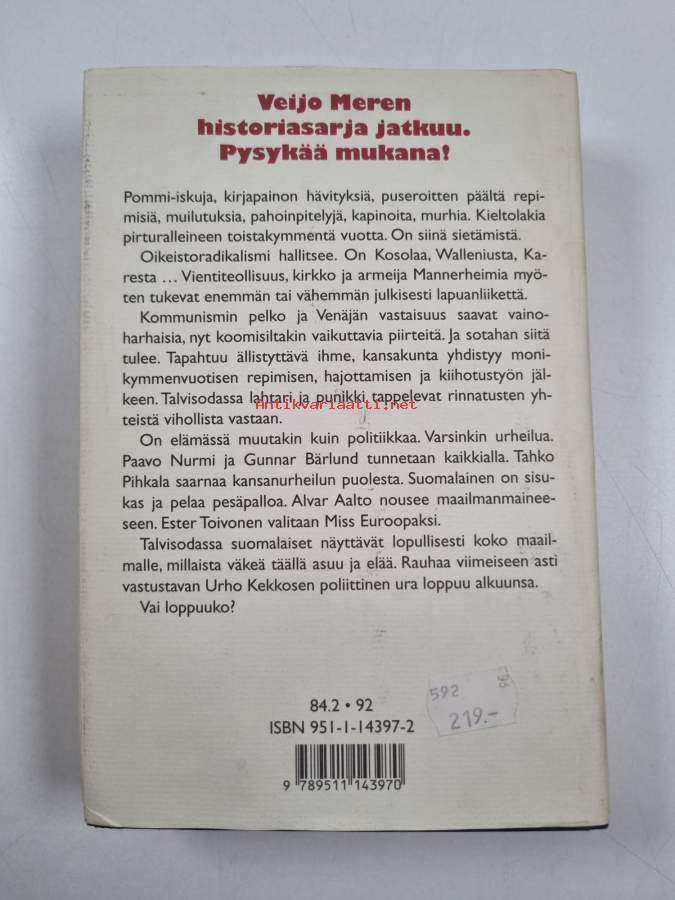 Veijo Meren
historiasarja jatkuu.
Pysykää mukana!
Pommi-iskuja, kirjapainon hävityksiä, puseroitten päältä repi-
misiä, muilutuksia, pahoinpitelyjä, kapinoita, murhia. Kieltolakia
pirturalleineen toistakymmentä vuotta. On siinä sietämistä.
Oikeistoradikalismi hallitsee. On Kosolaa, Walleniusta, Ka-
resta ... Vientiteollisuus, kirkko ja armeija Mannerheimia myö-
ten tukevat enemmän tai vähemmän julkisesti lapuanliikettä.
Kommunismin pelko ja Venäjän vastaisuus saavat vaino-
harhaisia, nyt koomisiltakin vaikuttavia piirteitä. Ja sotahan siitä
tulee. Tapahtuu ällistyttävä ihme, kansakunta yhdistyy moni-
kymmenvuotisen repimisen, hajottamisen ja kiihotustyön jäl-
keen. Talvisodassa lahtari ja punikki tappelevat rinnatusten yh-
teistä vihollista vastaan.
Antikvariaatti.net
On elämässä muutakin kuin politiikkaa. Varsinkin urheilua.
Paavo Nurmi ja Gunnar Bärlund tunnetaan kaikkialla. Tahko
Pihkala saarnaa kansanurheilun puolesta. Suomalainen on sisu-
kas ja pelaa pesäpalloa. Alvar Aalto nousee maailmanmainee-
seen. Ester Toivonen valitaan Miss Euroopaksi.
Talvisodassa suomalaiset näyttävät lopullisesti koko maail-
malle, millaista väkeä täällä asuu ja elää. Rauhaa viimeiseen asti
vastustavan Urho Kekkosen poliittinen ura loppuu alkuunsa.
Vai loppuuko?
592
219.-
84.2 • 92
ISBN 951-1-14397-2
9 789511 143970